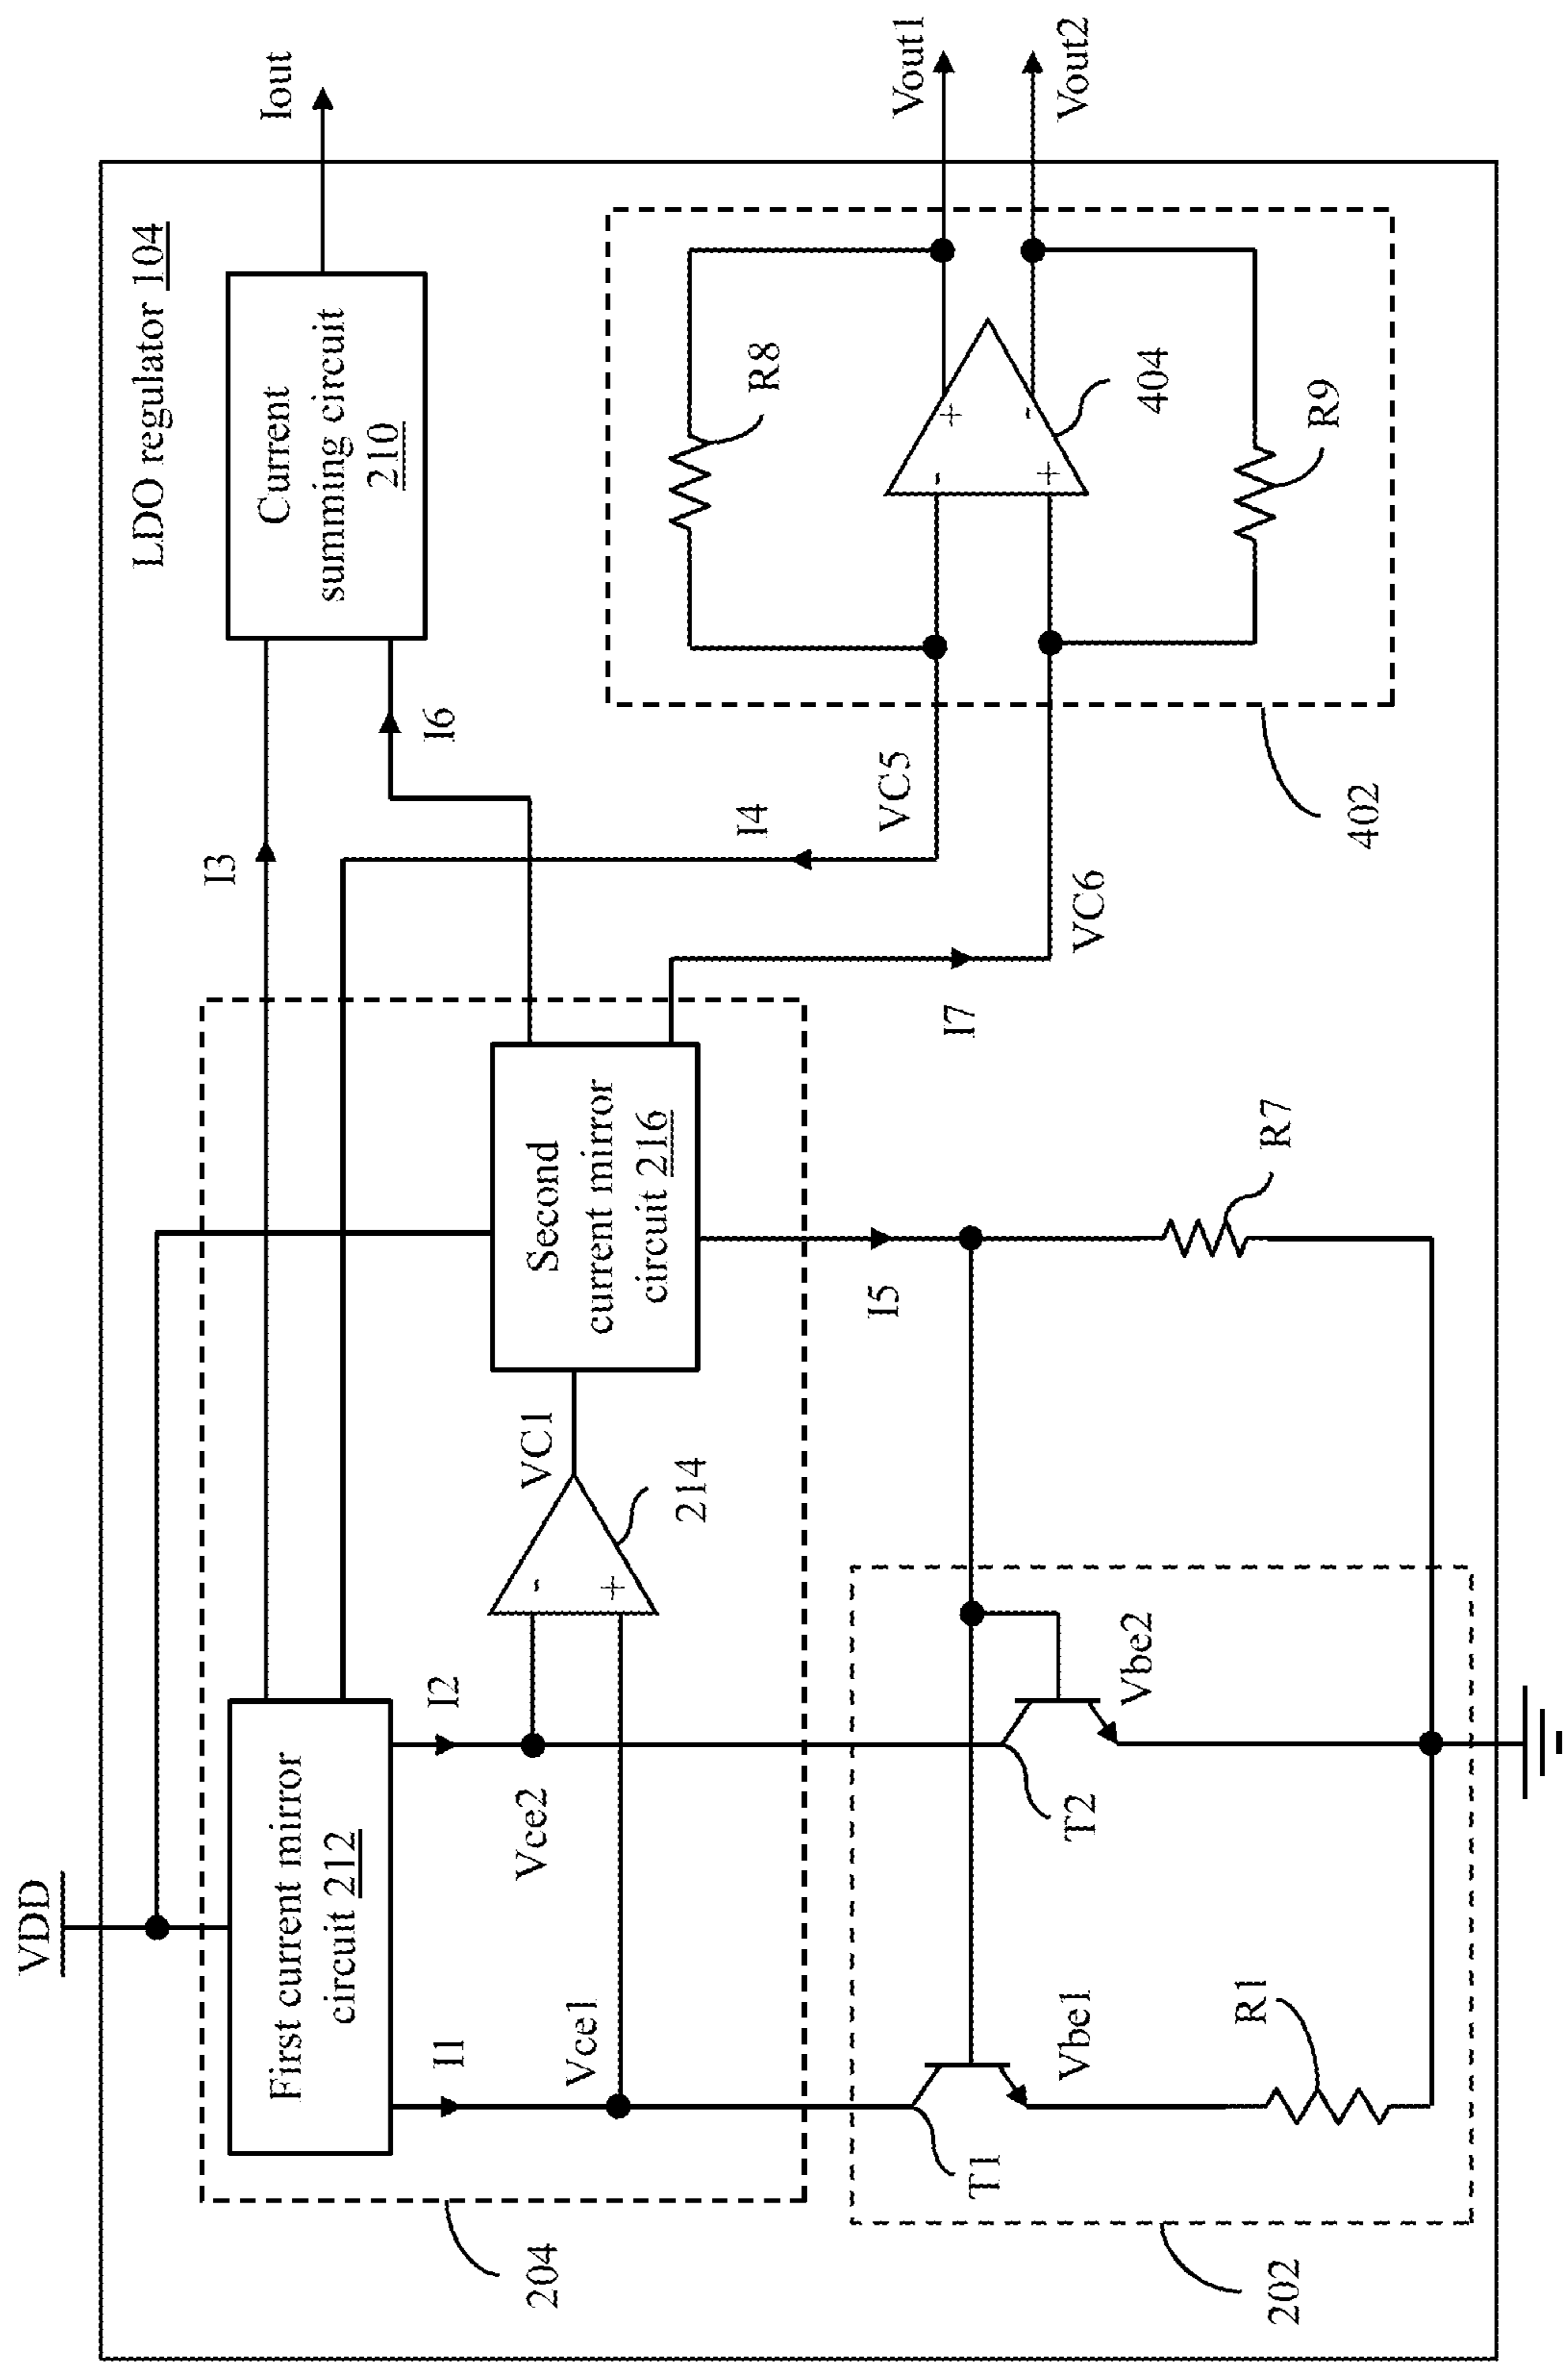 LDO regulator 104
VDD
First current mirror
circuit 212
I3
Current
summing circuit
210
Iout
I1
I2
Vce1
Vce2
VC1
-
+
214
Second
current mirror
circuit 216
I6
I4
I7
I5
VC5
VC6
204
R8
-
+
+
-
404
R9
402
Vout1
Vout2
T1
Vbe1
R1
T2
Vbe2
R7
202